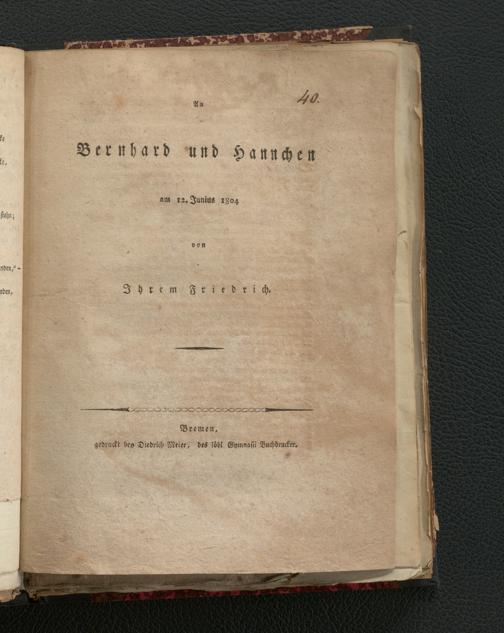 40.
An
Bernhard und Hannchen
am 12. Junius 1804
von
Ihrem Friedrich.
Bremen,
gedruckt bey Diedrich Meier, des löbl Gymnasii Buchdrucker.